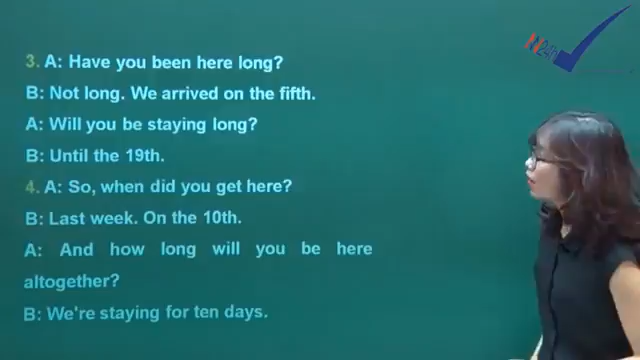 3. A: Have you been here long?
B: Not long. We arrived on the fifth.
A: Will you be staying long?
B: Until the 19th.
4. A: So, when did you get here?
B: Last week. On the 10th.
A: And how long will you be here
altogether?
B: We're staying for ten days.